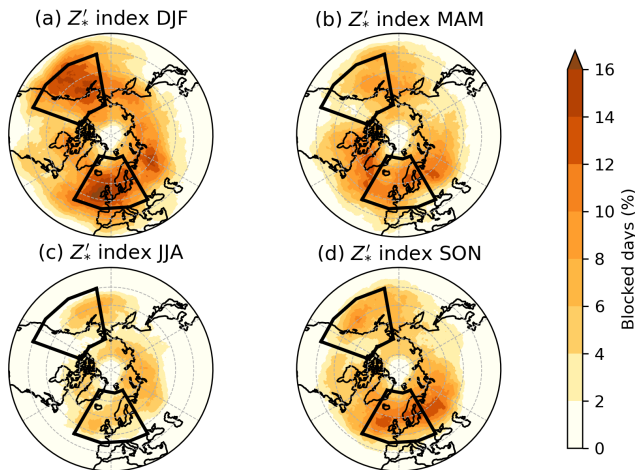 (a) Z′* index DJF
(b) Z′* index MAM
(c) Z′* index JJA
(d) Z′* index SON
16
14
12
10
8
6
4
2
0
Blocked days (%)